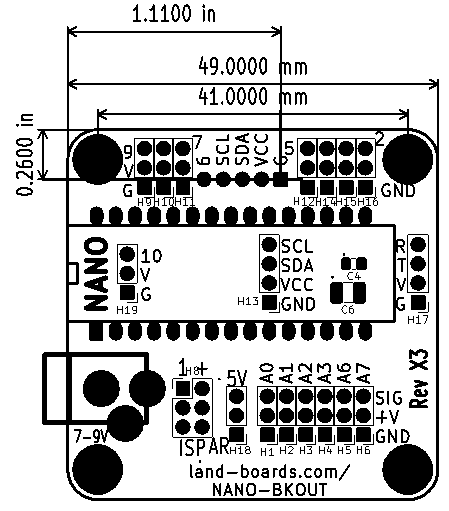 1.1100 in
49.0000 mm
41.0000 mm
0.2600 in
9 7 6 SCL SDA VCC G 5 2
V
G GND
H9 H10 H11 H12 H14 H15 H16
NANO
10
V
G
H19
SCL
SDA
VCC
GND
H13
C4
C6
R
T
V
G
H17
1 + H8
5V
A0 A1 A2 A3 A6 A7
SIG
+V
GND
H18 H1 H2 H3 H4 H5 H6
7-9V
ISP AR
Rev X3
land-boards.com/
NANO-BKOUT